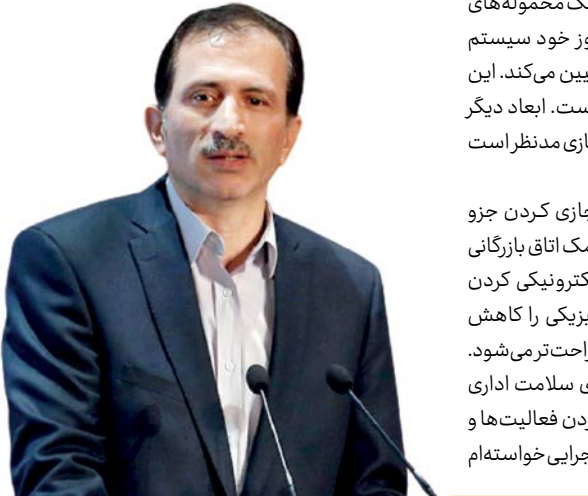 محموله‌های
وز خود سیستم
یین می‌کند. این
ست. ابعاد دیگر
ازی مدنظر است
جازی کردن جزو
مک اتاق بازرگانی
کترونیکی کردن
یزیکی را کاهش
راحت‌تر می‌شود.
ی سلامت اداری
ردن فعالیت‌ها و
جرایی خواسته‌ام